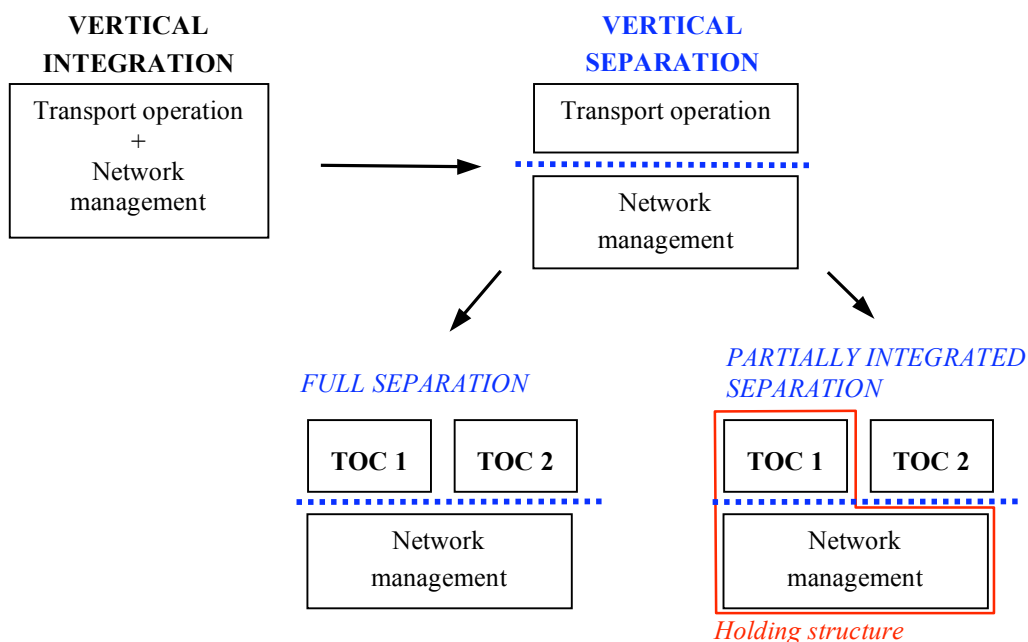 VERTICAL
INTEGRATION
Transport operation
+
Network
management
VERTICAL
SEPARATION
Transport operation
Network
management
FULL SEPARATION
TOC 1
TOC 2
Network
management
PARTIALLY INTEGRATED
SEPARATION
TOC 1
TOC 2
Network
management
Holding structure